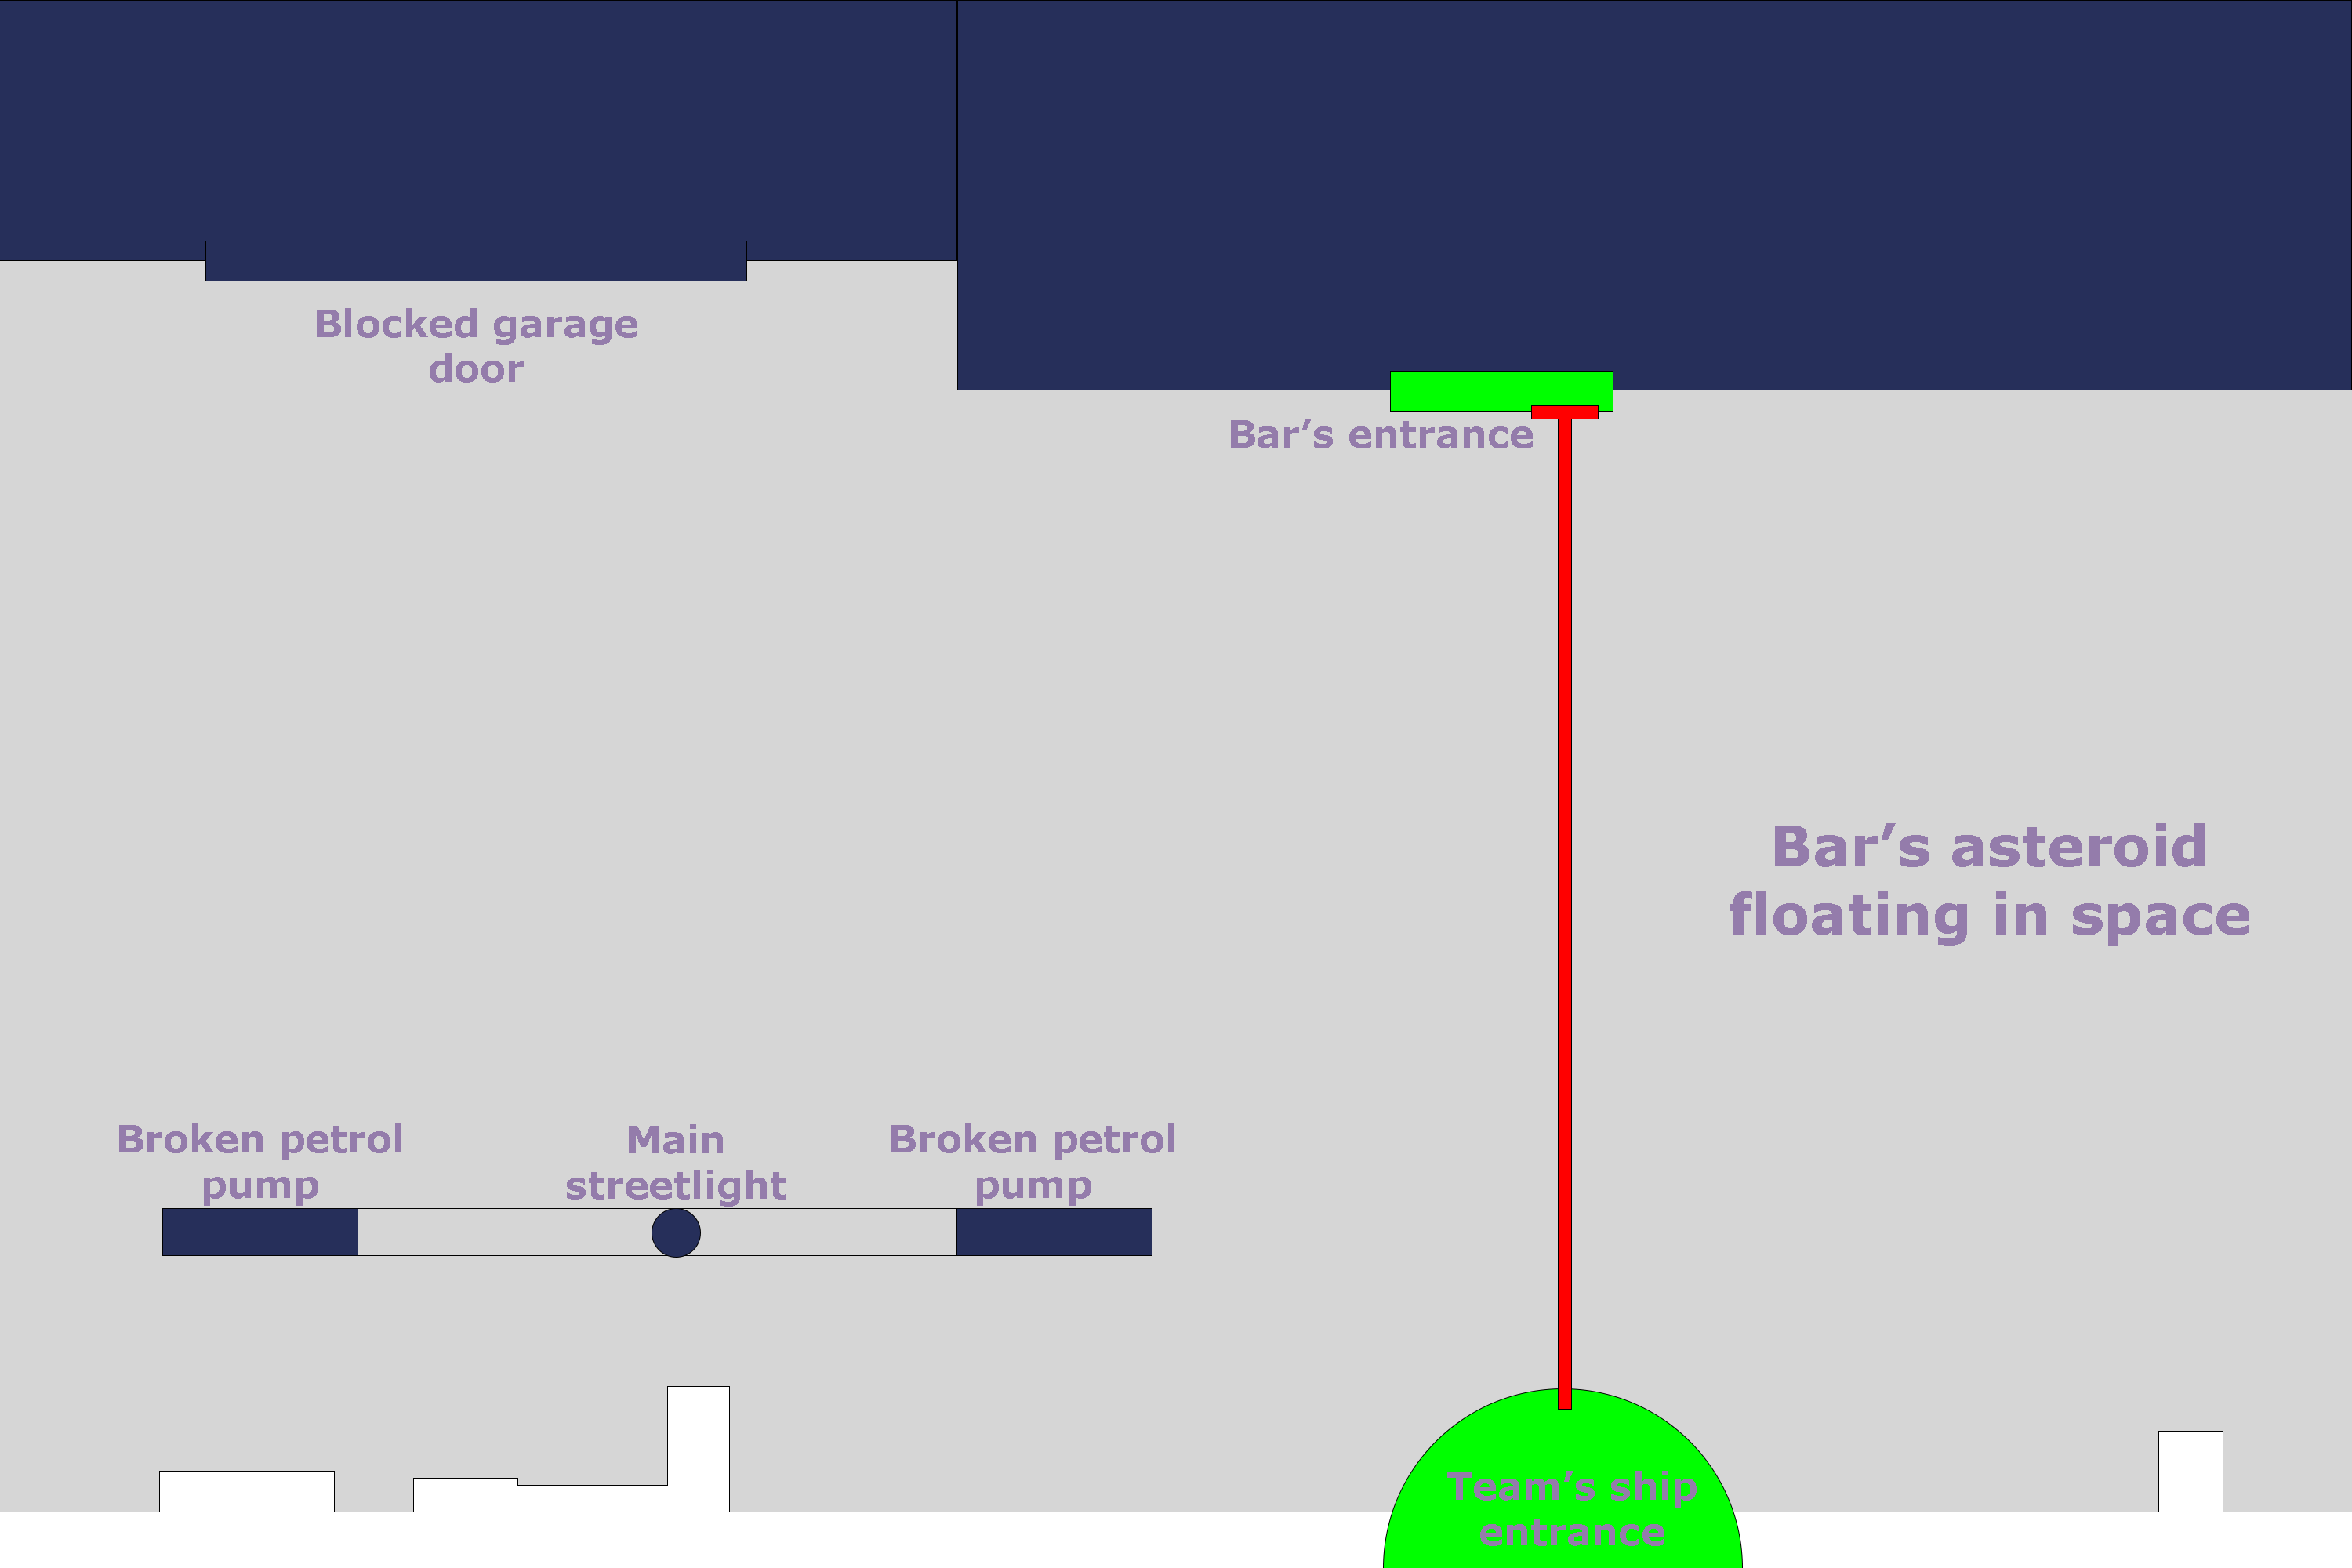 Blocked garage
door
Bar’s entrance
Bar’s asteroid
floating in space
Broken petrol
pump
Main
streetlight
Broken petrol
pump
Team’s ship
entrance